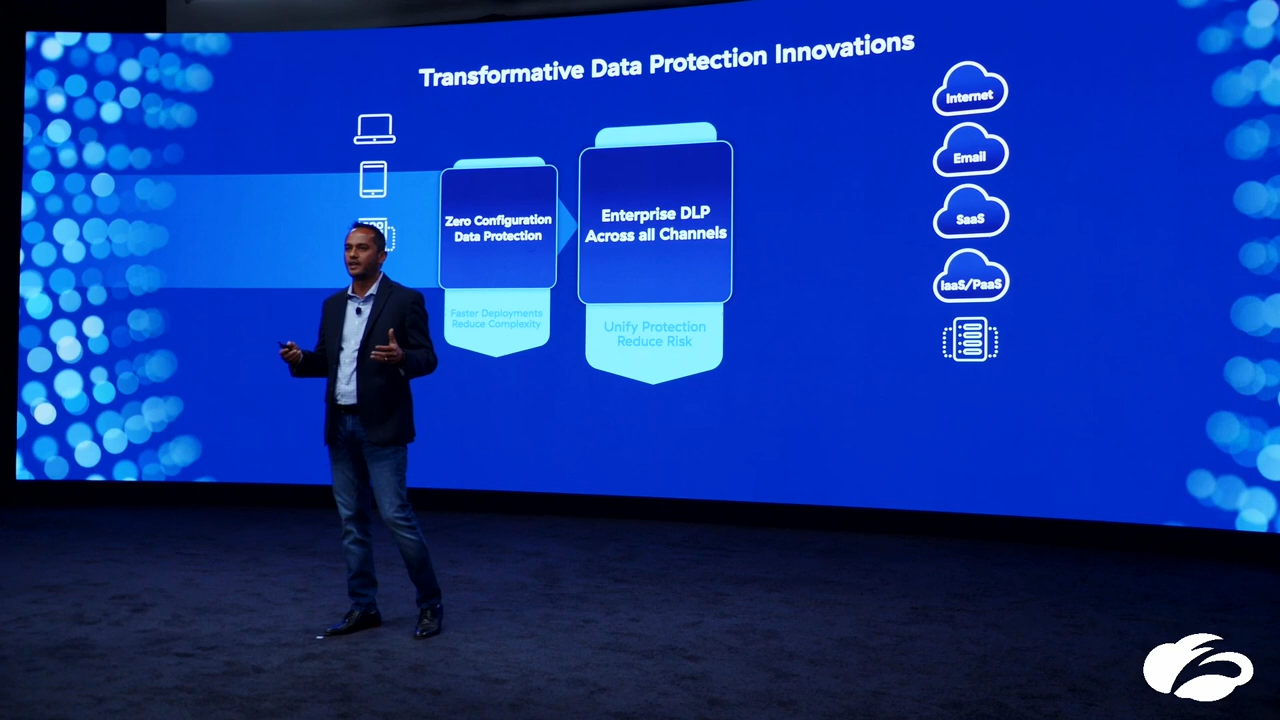 Transformative Data Protection Innovations
Zero Configuration
Data Protection
Faster Deployments
Reduce Complexity
Enterprise DLP
Across all Channels
Unify Protection
Reduce Risk
Internet
Email
SaaS
IaaS/PaaS